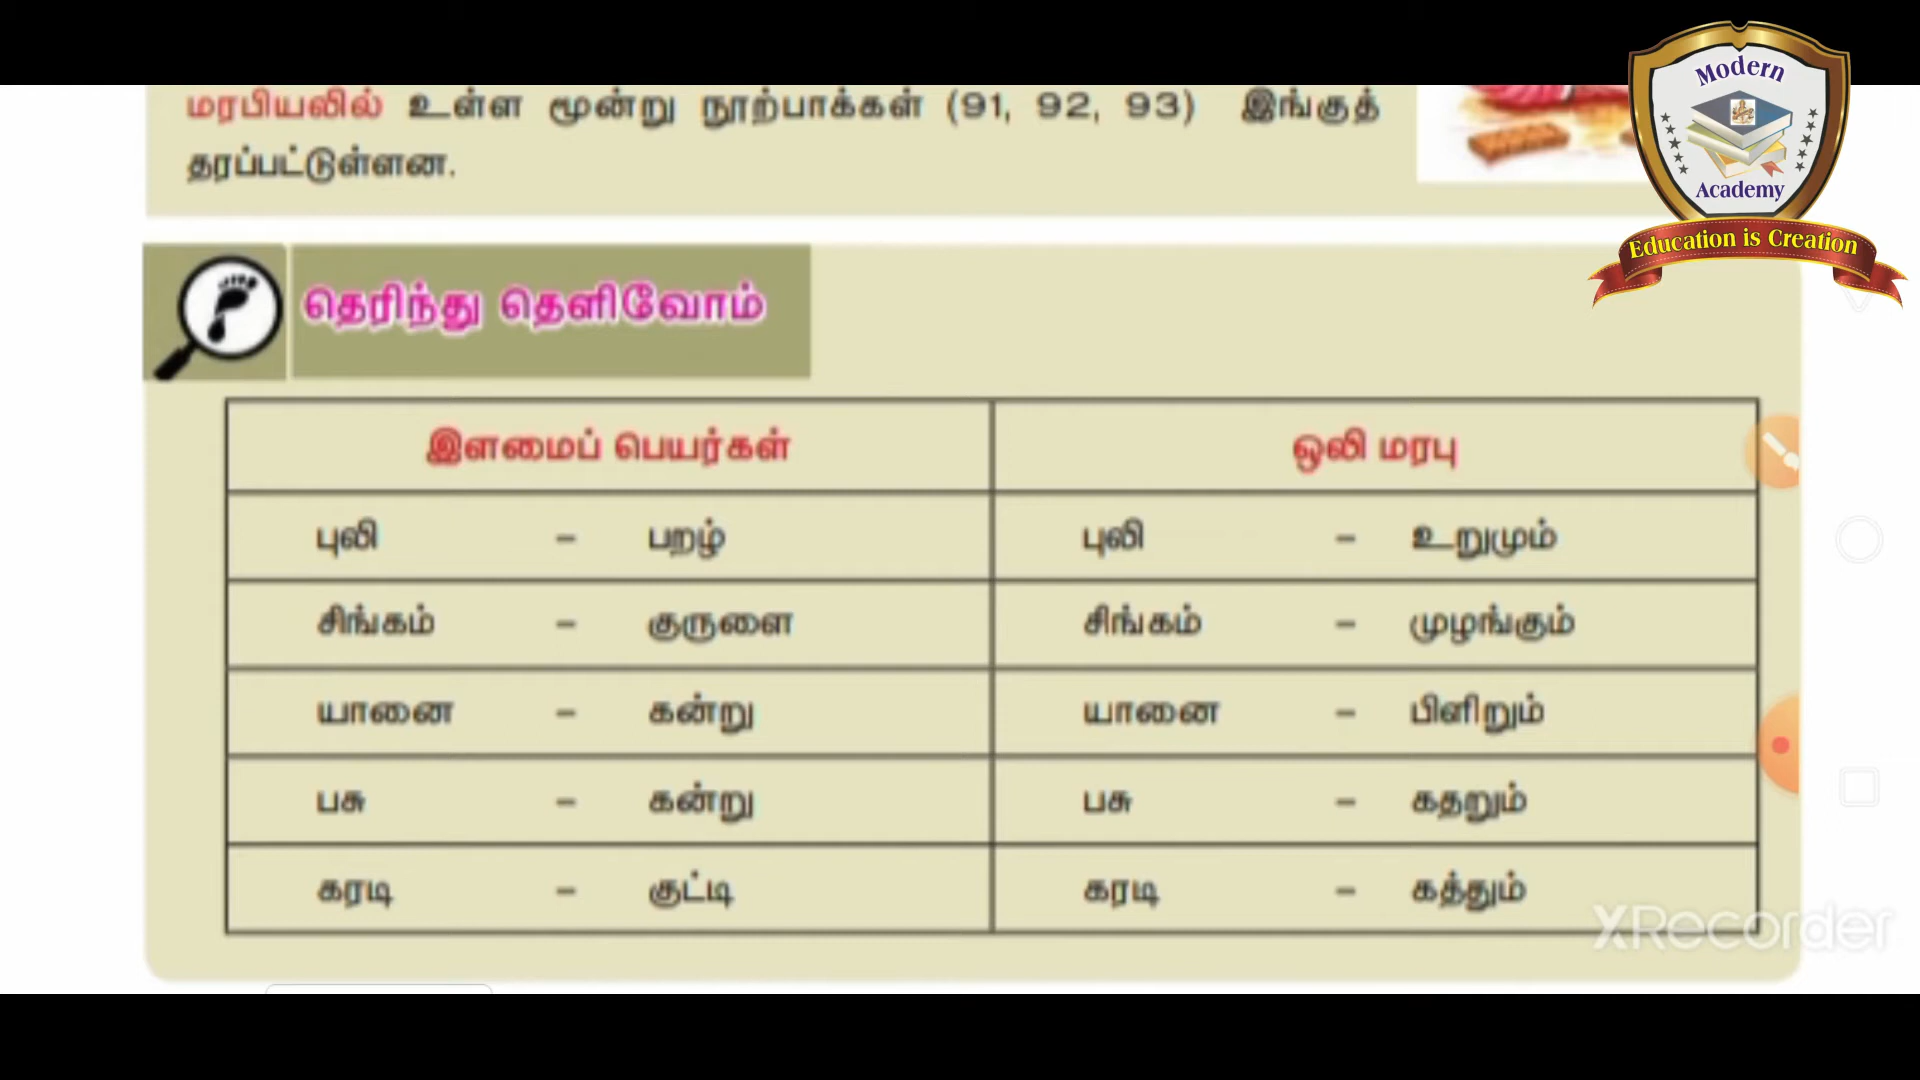 மரபியலில் உள்ள மூன்று நூற்பாக்கள் (91, 92, 93) இங்குத்
தரப்பட்டுள்ளன.
Modern
Academy
Education is Creation
தெரிந்து தெளிவோம்
இளமைப் பெயர்கள் ஒலி மரபு
புலி – பறழ் புலி – உறுமும்
சிங்கம் – குருளை சிங்கம் – முழங்கும்
யானை – கன்று யானை – பிளிறும்
பசு – கன்று பசு – கதறும்
கரடி – குட்டி கரடி – கத்தும்
XRecorder